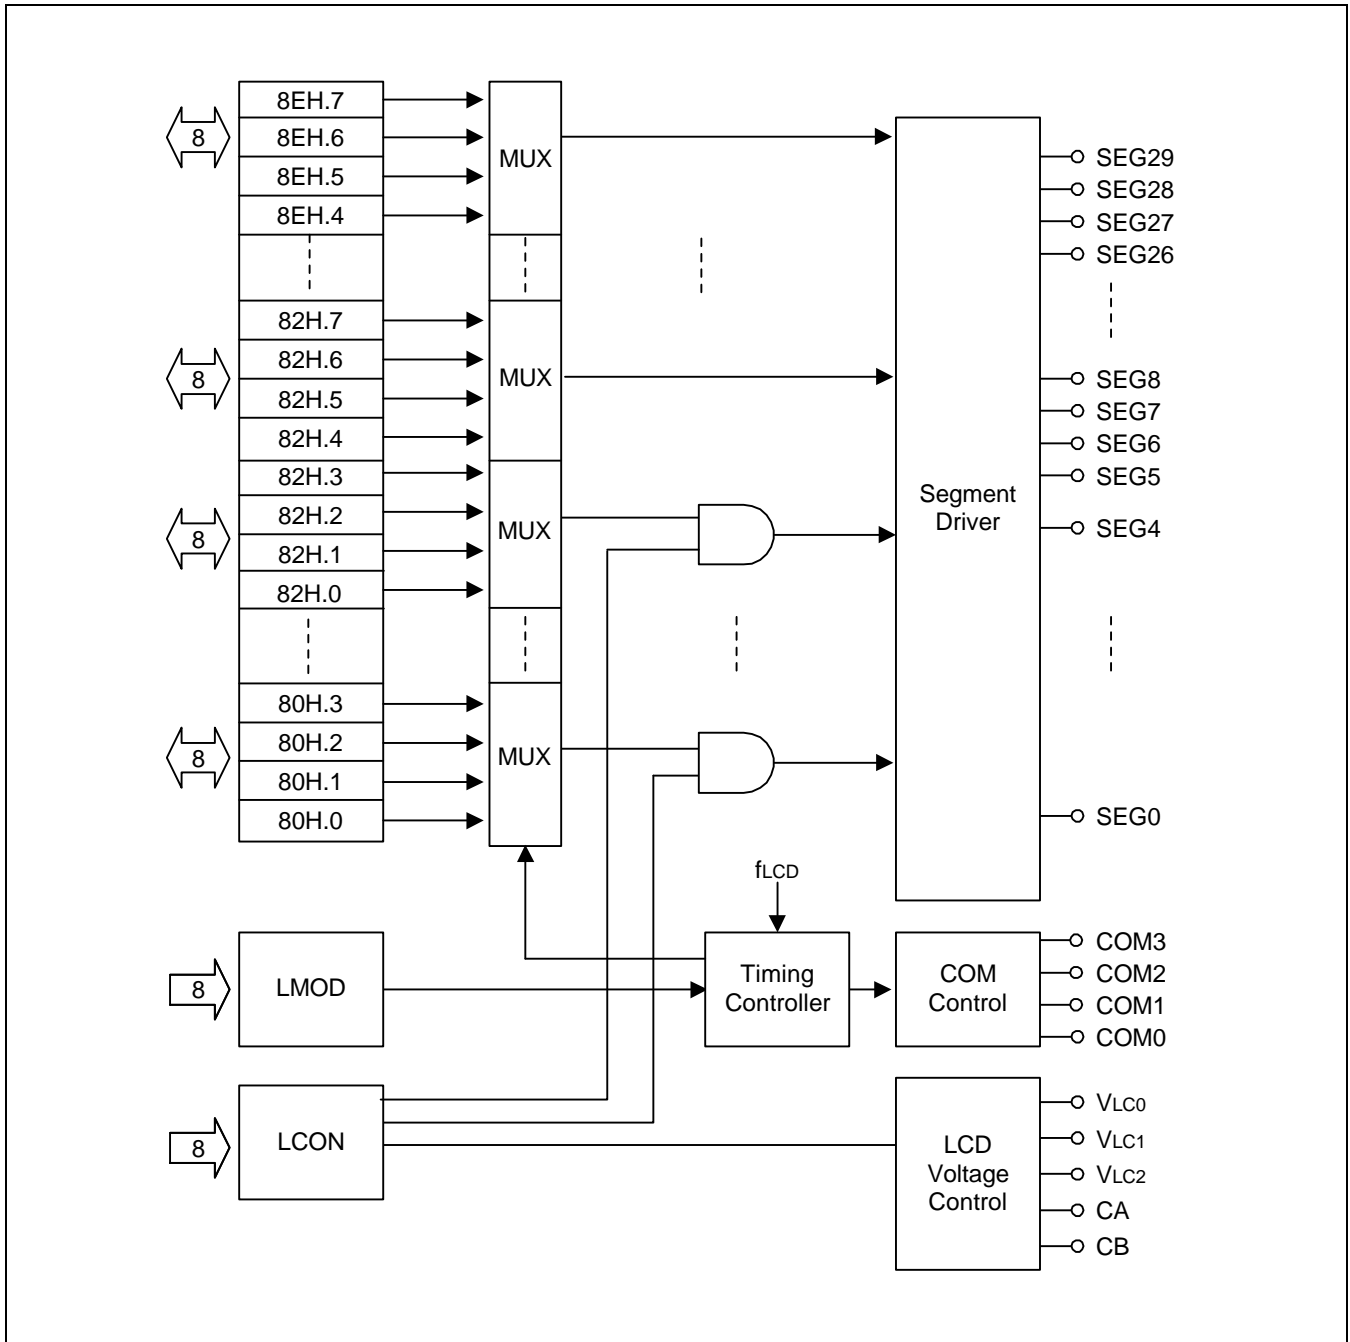 8EH.7
8EH.6
8EH.5
8EH.4
8
82H.7
82H.6
82H.5
82H.4
8
82H.3
82H.2
82H.1
82H.0
8
80H.3
80H.2
80H.1
80H.0
8
MUX
MUX
MUX
MUX
Segment
Driver
SEG29
SEG28
SEG27
SEG26
SEG8
SEG7
SEG6
SEG5
SEG4
SEG0
fLCD
8
LMOD
Timing
Controller
COM
Control
COM3
COM2
COM1
COM0
8
LCON
LCD
Voltage
Control
VLC0
VLC1
VLC2
CA
CB